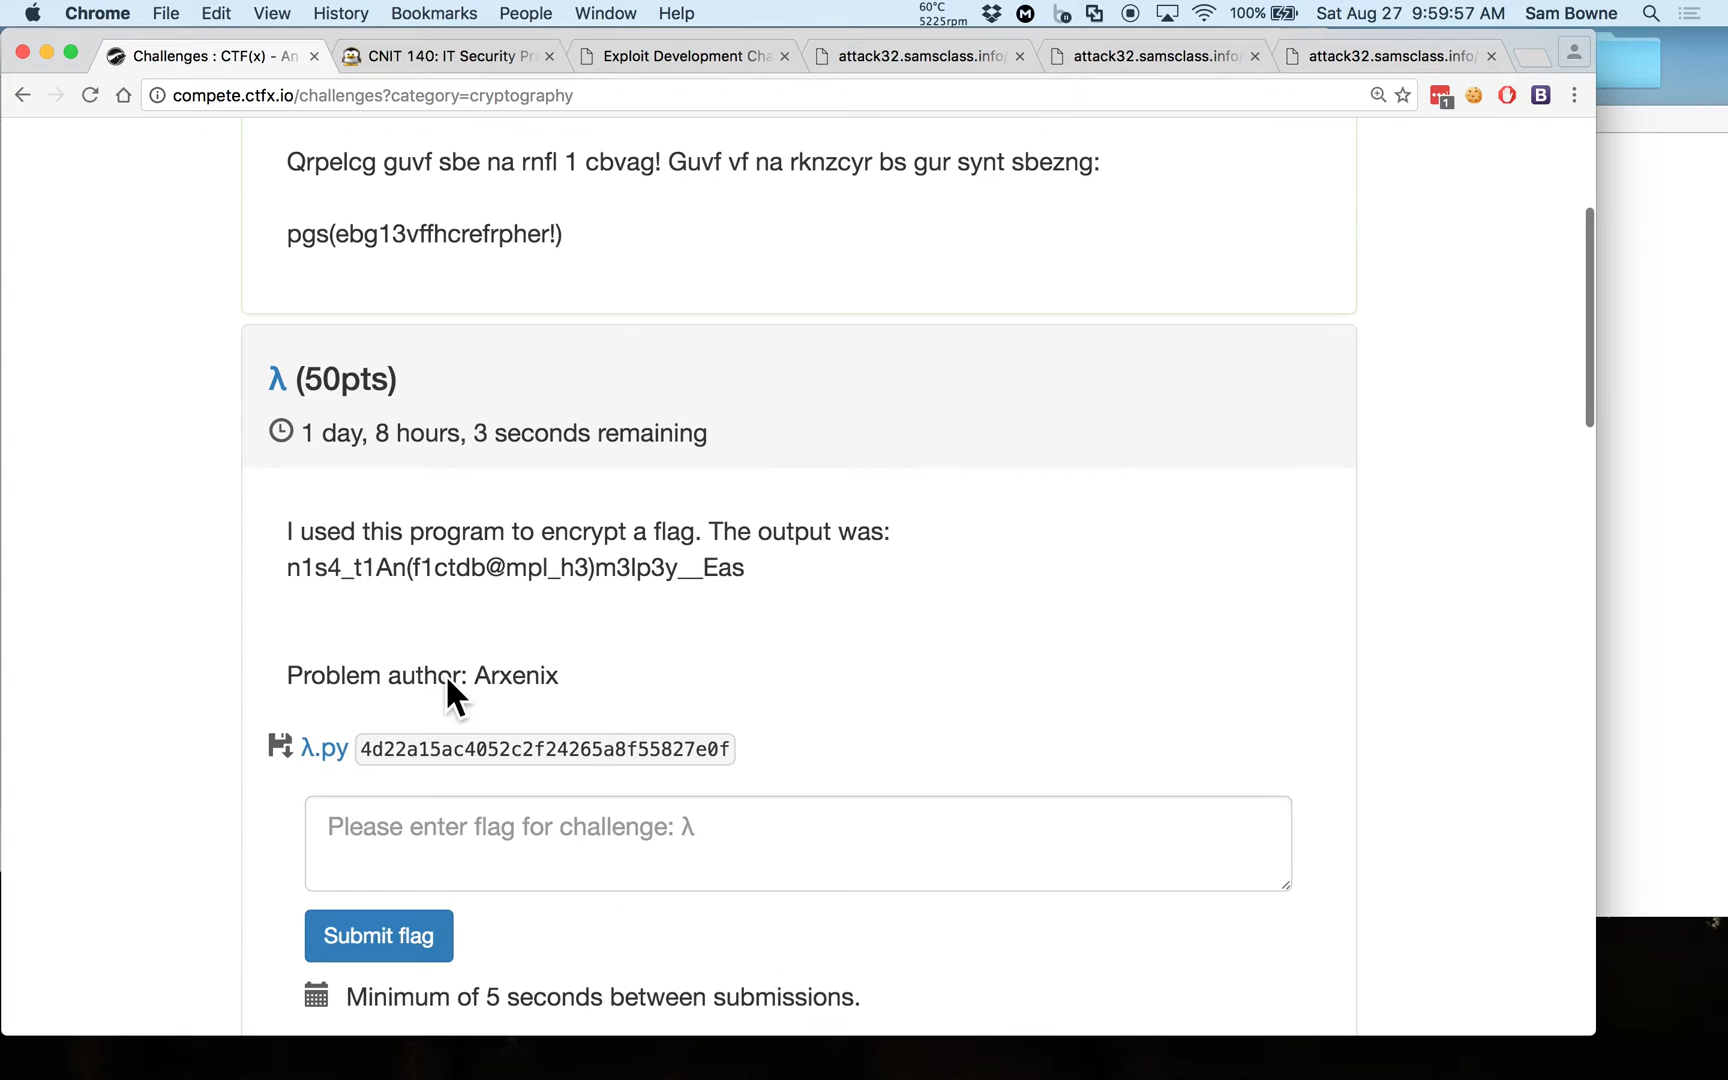 Chrome File Edit View History Bookmarks People Window Help 60°C 5225rpm 100% Sat Aug 27 9:59:57 AM Sam Bowne
Challenges : CTF(x) - An CNIT 140: IT Security Pr Exploit Development Cha attack32.samsclass.info/ attack32.samsclass.info/ attack32.samsclass.info/
compete.ctfx.io/challenges?category=cryptography
Qrpelcg guvf sbe na rnfl 1 cbvag! Guvf vf na rknzcyr bs gur synt sbezng:
pgs(ebg13vffhcrefrpher!)
λ (50pts)
1 day, 8 hours, 3 seconds remaining
I used this program to encrypt a flag. The output was:
n1s4_t1An(f1ctdb@mpl_h3)m3lp3y__Eas
Problem author: Arxenix
λ.py 4d22a15ac4052c2f24265a8f55827e0f
Please enter flag for challenge: λ
Submit flag
Minimum of 5 seconds between submissions.